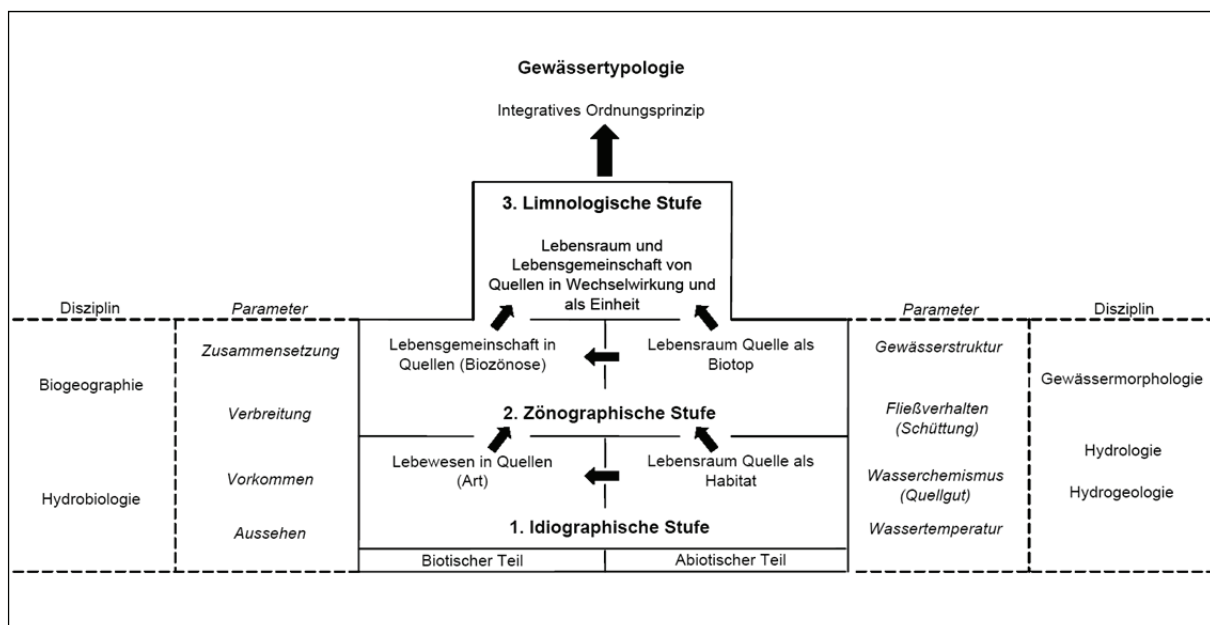 Gewässertypologie
Integratives Ordnungsprinzip
3. Limnologische Stufe
Lebensraum und
Lebensgemeinschaft von
Quellen in Wechselwirkung und
als Einheit
Disziplin
Parameter
Parameter
Disziplin
Zusammensetzung
Lebensgemeinschaft in
Quellen (Biozönose)
Lebensraum Quelle als
Biotop
Gewässerstruktur
Biogeographie
Gewässermorphologie
Verbreitung
2. Zönographische Stufe
Fließverhalten
(Schüttung)
Hydrologie
Vorkommen
Lebewesen in Quellen
(Art)
Lebensraum Quelle als
Habitat
Wasserchemismus
(Quellgut)
Hydrobiologie
Hydrogeologie
Aussehen
1. Idiographische Stufe
Wassertemperatur
Biotischer Teil
Abiotischer Teil